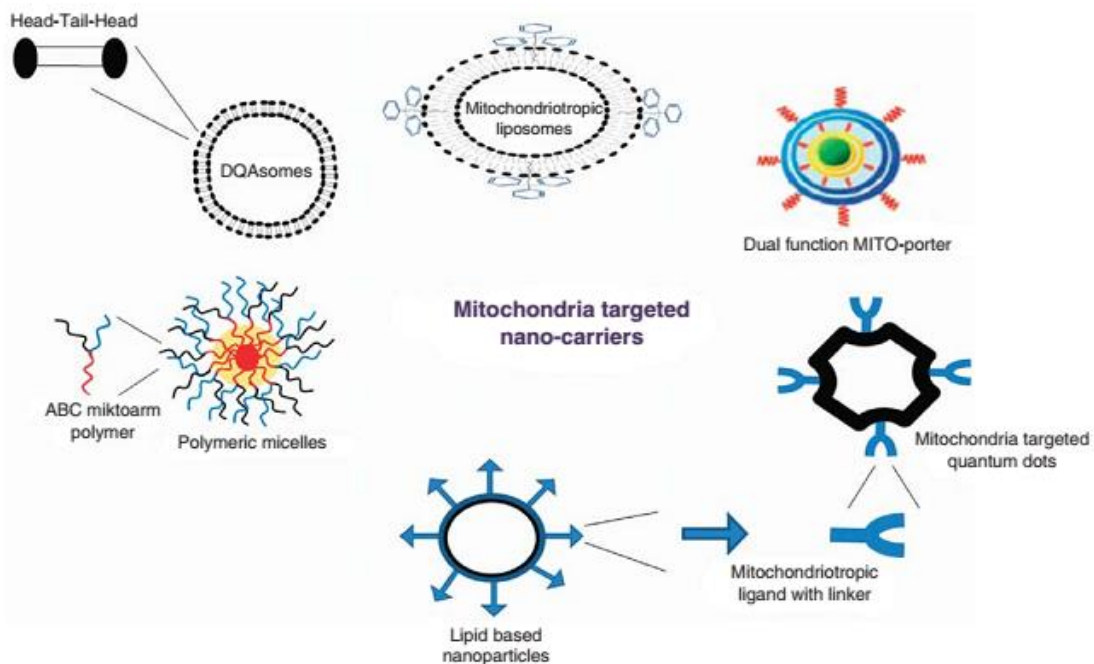 Head-Tail-Head
DQAsomes
Mitochondriotropic
liposomes
Dual function MITO-porter
Mitochondria targeted
nano-carriers
ABC miktoarm
polymer
Polymeric micelles
Mitochondria targeted
quantum dots
Mitochondriotropic
ligand with linker
Lipid based
nanoparticles